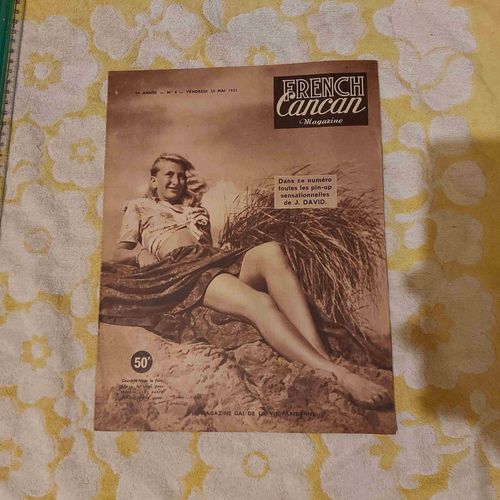 1re ANNÉE — N° 4 — VENDREDI 25 MAI 1951
FRENCH
Cancan
Magazine
Dans ce numéro
toutes les pin-up
sensationnelles
de J. DAVID.
50F
MAGAZINE GAI DE LA VIE PARISIENNE